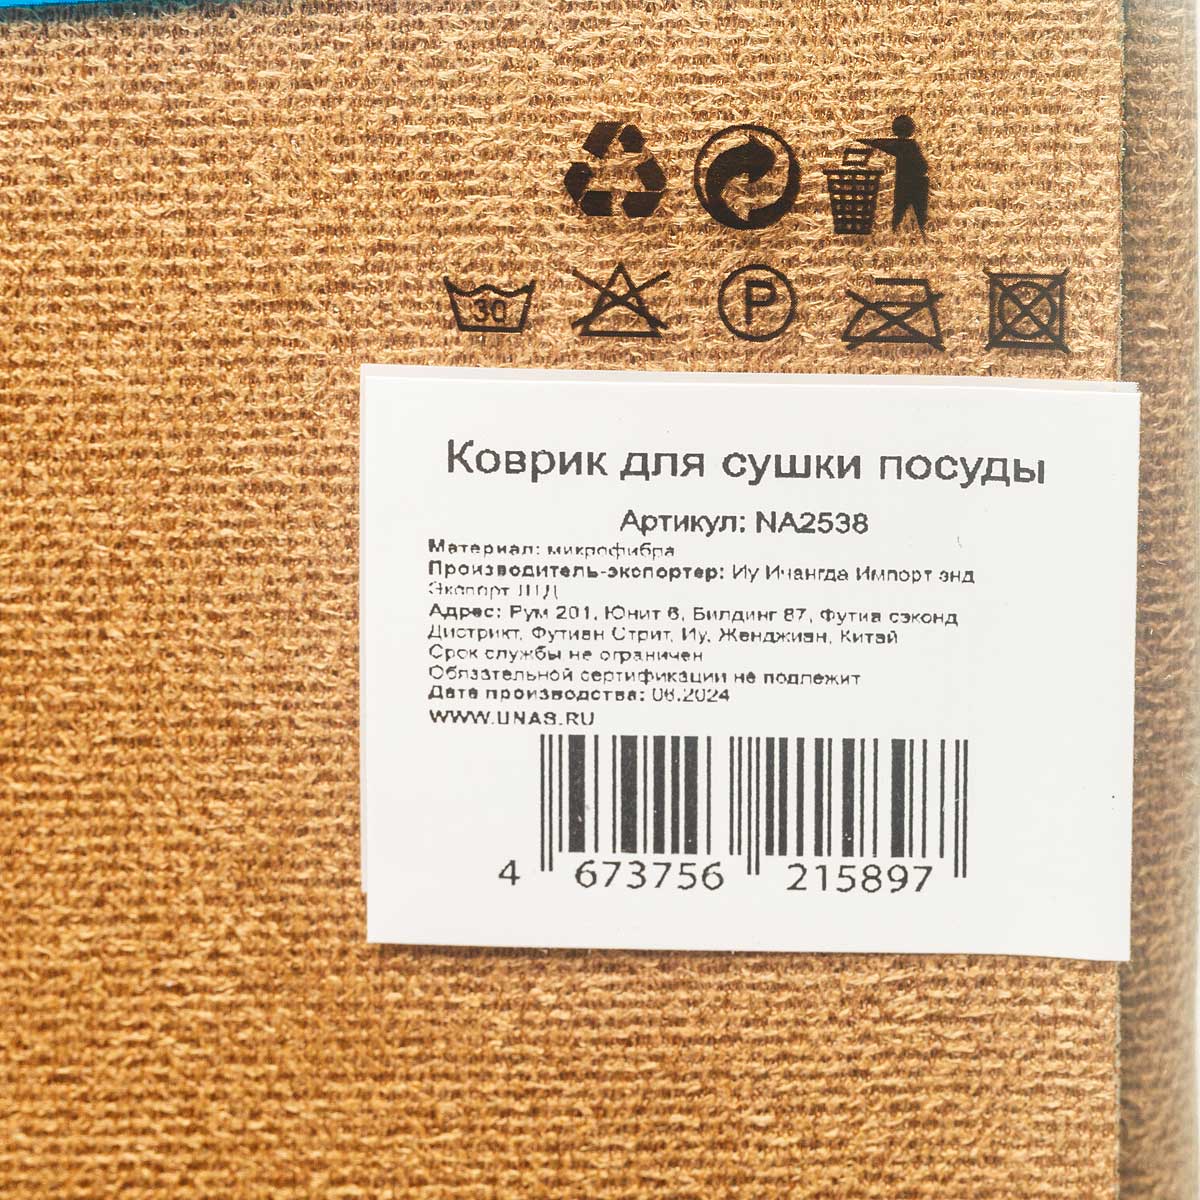 30
P
Коврик для сушки посуды
Артикул: NA2538
Материал: микрофибра
Производитель-экспортер: Иу Ичангда Импорт энд
Экспорт ЛТД
Адрес: Рум 201, Юнит 6, Билдинг 87, Футиа сэконд
Дистрикт, Футиан Стрит, Иу, Женджиан, Китай
Срок службы не ограничен
Обязательной сертификации не подлежит
Дата производства: 06.2024
WWW.UNAS.RU
4 673756 215897